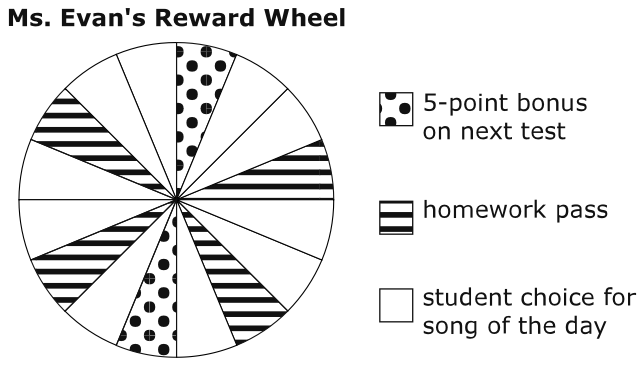 Ms. Evan's Reward Wheel
5-point bonus
on next test
homework pass
student choice for
song of the day